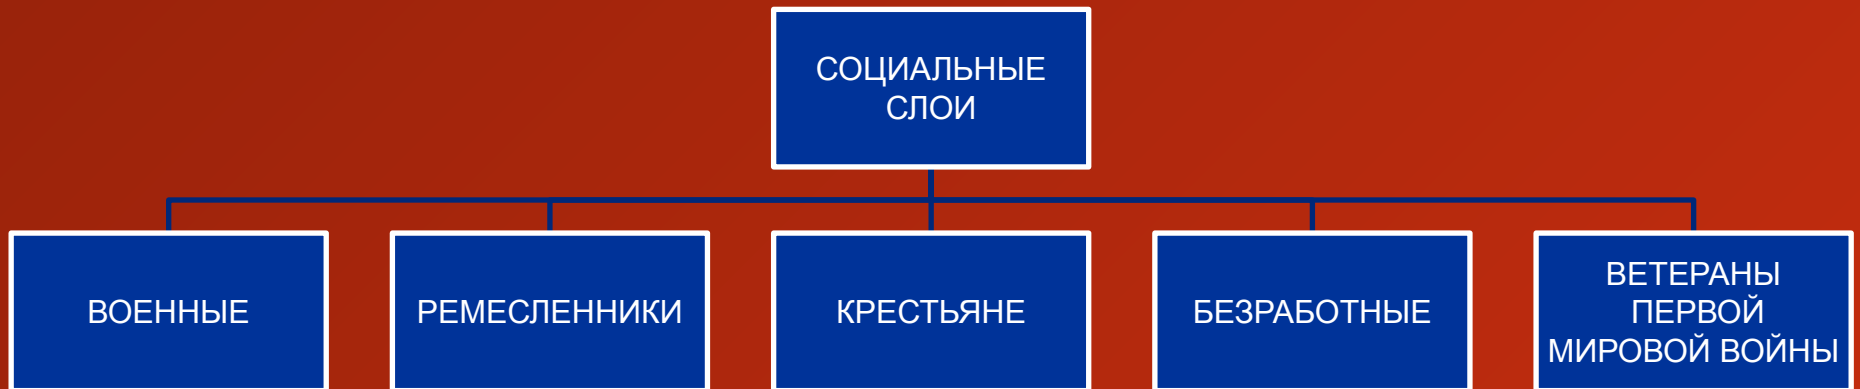 СОЦИАЛЬНЫЕ
СЛОИ
ВОЕННЫЕ
РЕМЕСЛЕННИКИ
КРЕСТЬЯНЕ
БЕЗРАБОТНЫЕ
ВЕТЕРАНЫ
ПЕРВОЙ
МИРОВОЙ ВОЙНЫ